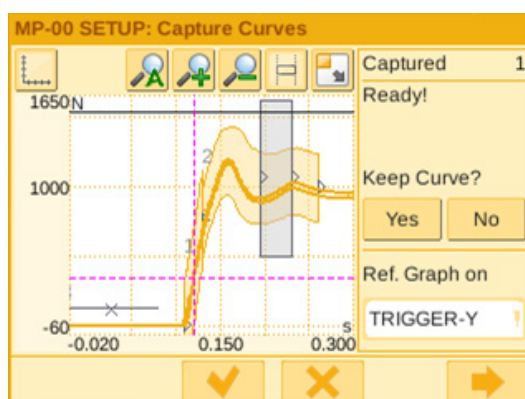 MP-00 SETUP: Capture Curves
A
Captured 1
Ready!
1650 N
1000
-60
s
-0.020 0.150 0.300
1
2
Keep Curve?
Yes No
Ref. Graph on
TRIGGER-Y